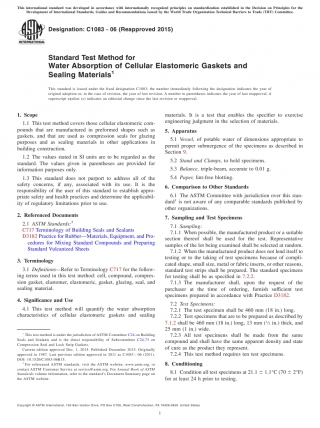 This international standard was developed in accordance with internationally recognized principles on standardization established in the Decision on Principles for the
Development of International Standards, Guides and Recommendations issued by the World Trade Organization Technical Barriers to Trade (TBT) Committee.
Designation: C1083 − 06 (Reapproved 2015)
Standard Test Method for
Water Absorption of Cellular Elastomeric Gaskets and
Sealing Materials1
This standard is issued under the fixed designation C1083; the number immediately following the designation indicates the year of
original adoption or, in the case of revision, the year of last revision. A number in parentheses indicates the year of last reapproval. A
superscript epsilon (´) indicates an editorial change since the last revision or reapproval.
1. Scope
1.1 This test method covers those cellular elastomeric com-
pounds that are manufactured in preformed shapes such as
gaskets, and that are used as compression seals for glazing
purposes and as sealing materials in other applications in
building construction.
1.2 The values stated in SI units are to be regarded as the
standard. The values given in parentheses are provided for
information purposes only.
1.3 This standard does not purport to address all of the
safety concerns, if any, associated with its use. It is the
responsibility of the user of this standard to establish appro-
priate safety and health practices and determine the applicabil-
ity of regulatory limitations prior to use.
2. Referenced Documents
2.1 ASTM Standards:2
C717 Terminology of Building Seals and Sealants
D3182 Practice for Rubber—Materials, Equipment, and Pro-
cedures for Mixing Standard Compounds and Preparing
Standard Vulcanized Sheets
3. Terminology
3.1 Definitions—Refer to Terminology C717 for the follow-
ing terms used in this test method: cell, compound, compres-
sion gasket, elastomer, elastomeric, gasket, glazing, seal, and
sealing material.
4. Significance and Use
4.1 This test method will quantify the water absorption
characteristics of cellular elastomeric gaskets and sealing
1 This test method is under the jurisdiction of ASTM Committee C24 on Building
Seals and Sealants and is the direct responsibility of Subcommittee C24.73 on
Compression Seal and Lock Strip Gaskets.
Current edition approved Dec. 1, 2015. Published December 2015. Originally
approved in 1987. Last previous edition approved in 2011 as C1083 – 06 (2011).
DOI: 10.1520/C1083-06R15.
2 For referenced ASTM standards, visit the ASTM website, www.astm.org, or
contact ASTM Customer Service at service@astm.org. For Annual Book of ASTM
Standards volume information, refer to the standard's Document Summary page on
the ASTM website.
materials. It is a test that enables the specifier to exercise
engineering judgment in the selection of materials.
5. Apparatus
5.1 Vessel, of potable water of dimensions appropriate to
permit proper submergence of the specimens as described in
Section 9.
5.2 Stand and Clamps, to hold specimens.
5.3 Balance, triple-beam, accurate to 0.01 g.
5.4 Paper, lint free blotting.
6. Comparison to Other Standards
6.1 The ASTM Committee with jurisdiction over this stan-
dard is not aware of any comparable standards published by
other organizations.
7. Sampling and Test Specimens
7.1 Sampling:
7.1.1 When possible, the manufactured product or a suitable
section thereof shall be used for the test. Representative
samples of the lot being examined shall be selected at random.
7.1.2 When the manufactured product does not lend itself to
testing or to the taking of test specimens because of compli-
cated shape, small size, metal or fabric inserts, or other reasons,
standard test strips shall be prepared. The standard specimens
for testing shall be as specified in 7.2.2.
7.1.3 The manufacturer shall, upon the request of the
purchaser at the time of ordering, furnish sufficient test
specimens prepared in accordance with Practice D3182.
7.2 Test Specimens:
7.2.1 The test specimen shall be 460 mm (18 in.) long.
7.2.2 Test specimens that are to be prepared as described by
7.1.2 shall be 460 mm (18 in.) long, 13 mm (½ in.) thick, and
25 mm (1 in.) wide.
7.2.3 All test specimens shall be made from the same
compound and shall have the same apparent density and state
of cure as the product they represent.
7.2.4 This test method requires ten test specimens.
8. Conditioning
8.1 Condition all test specimens at 21.1 ± 1.1°C (70 ± 2°F)
for at least 24 h prior to testing.
Copyright © ASTM International, 100 Barr Harbor Drive, PO Box C700, West Conshohocken, PA 19428-2959. United States
1